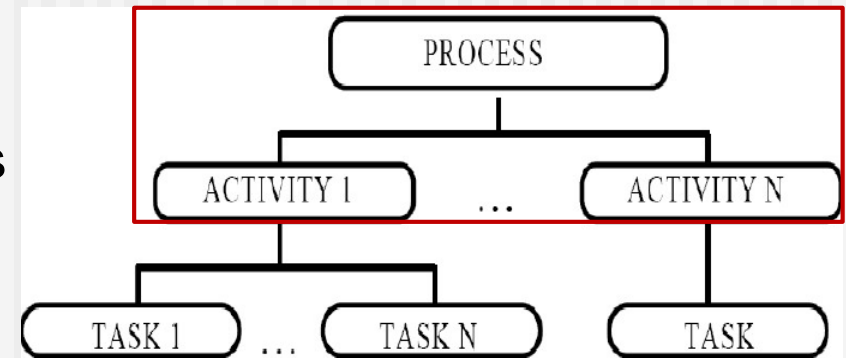 PROCESS
s
ACTIVITY 1 ... ACTIVITY N
TASK 1 ... TASK N TASK